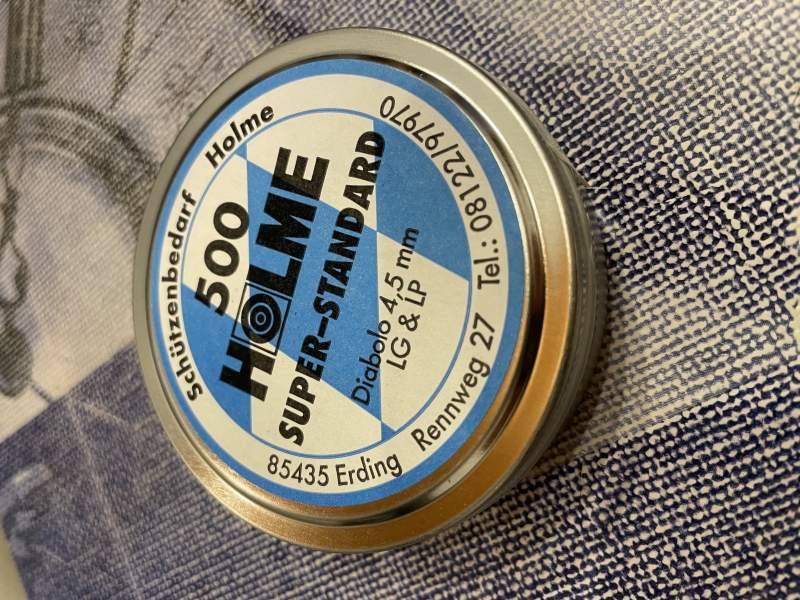 Schützenbedarf Holme
500
HOLME
SUPER-STANDARD
Diabolo 4,5 mm
LG & LP
85435 Erding Rennweg 27 Tel.: 08122/97970